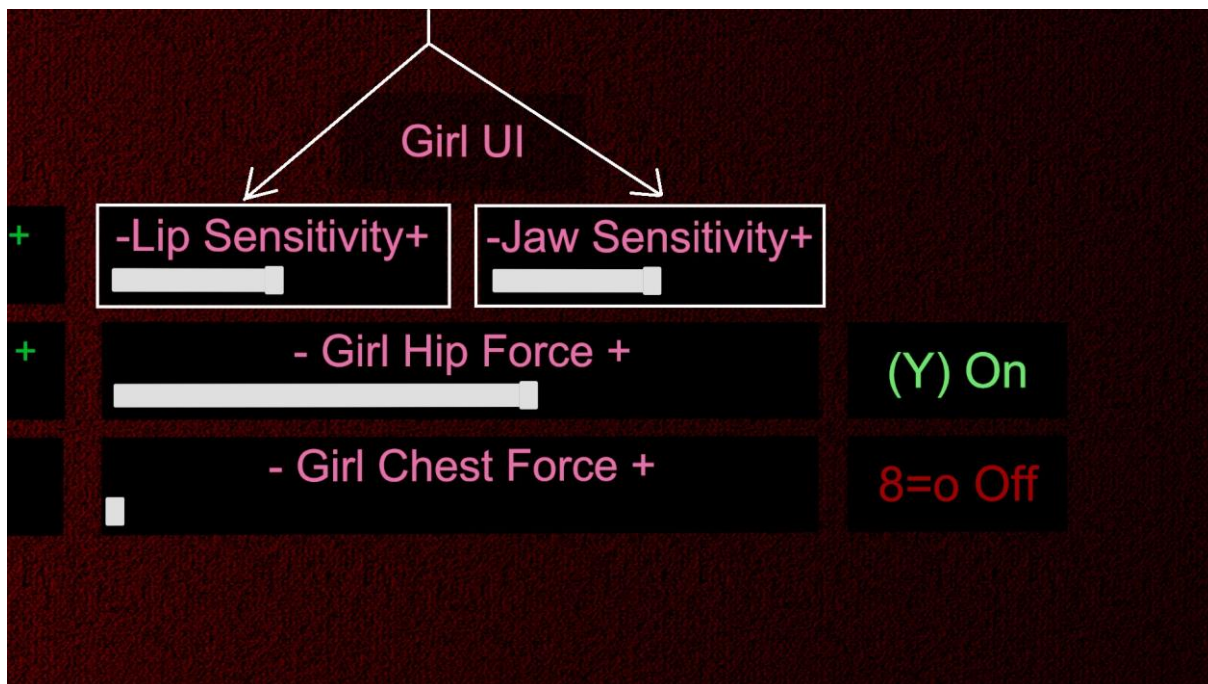 Girl UI
+
-Lip Sensitivity+
-Jaw Sensitivity+
+
- Girl Hip Force +
(Y) On
- Girl Chest Force +
8=o Off